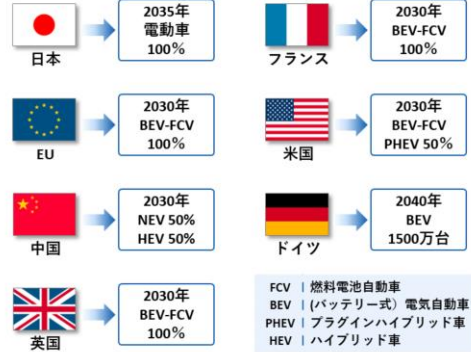 日本
2035年
電動車
100%
フランス
2030年
BEV-FCV
100%
EU
2030年
BEV-FCV
100%
米国
2030年
BEV-FCV
PHEV 50%
中国
2030年
NEV 50%
HEV 50%
ドイツ
2040年
BEV
1500万台
英国
2030年
BEV-FCV
100%
FCV | 燃料電池自動車
BEV | (バッテリー式）電気自動車
PHEV | プラグインハイブリッド車
HEV | ハイブリッド車